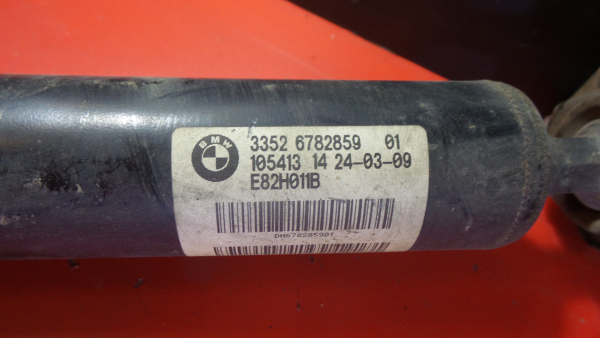 BMW
3352 6782859 01
105413 14 24-03-09
E82H011B